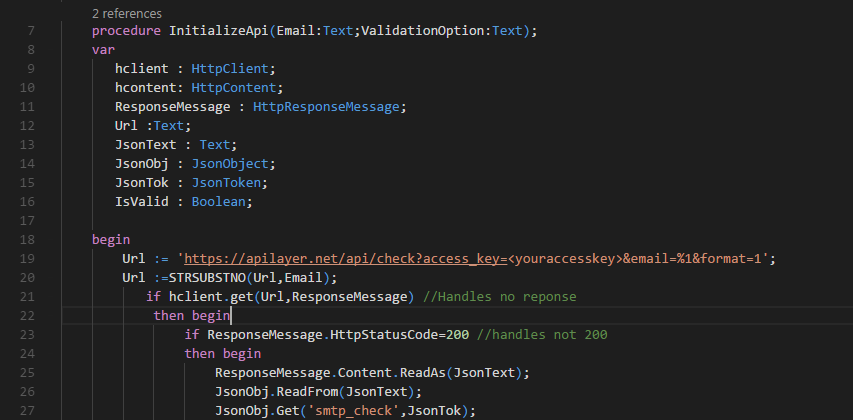 2 references
7 procedure InitializeApi(Email:Text;ValidationOption:Text);
8 var
9 hclient : HttpClient;
10 hcontent: HttpContent;
11 ResponseMessage : HttpResponseMessage;
12 Url :Text;
13 JsonText : Text;
14 JsonObj : JsonObject;
15 JsonTok : JsonToken;
16 IsValid : Boolean;
17
18 begin
19 Url := 'https://apilayer.net/api/check?access_key=<youraccesskey>&email=%1&format=1';
20 Url :=STRSUBSTNO(Url,Email);
21 if hclient.get(Url,ResponseMessage) //Handles no reponse
22 then begin
23 if ResponseMessage.HttpStatusCode=200 //handles not 200
24 then begin
25 ResponseMessage.Content.ReadAs(JsonText);
26 JsonObj.ReadFrom(JsonText);
27 JsonObj.Get('smtp_check',JsonTok);